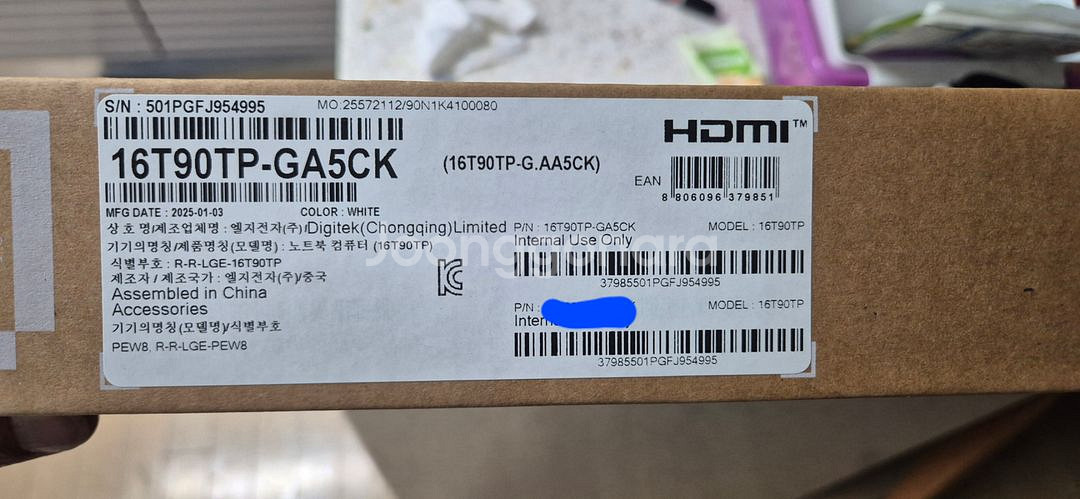 S/N : 501PGFJ954995
MO.25572112/90N1K4100080
HDMI™
16T90TP-GA5CK
(16T90TP-G.AA5CK)
EAN
8 806096 379851
MFG DATE : 2025-01-03
COLOR : WHITE
상 호 명/제조업체명 : 엘지전자(주)/Digitek(Chongqing)Limited
기기의명칭/제품명칭(모델명) : 노트북 컴퓨터 (16T90TP)
식별부호 : R-R-LGE-16T90TP
제조자 / 제조국가 : 엘지전자(주)/중국
Assembled in China
Accessories
기기의명칭(모델명)/식별부호
PEW8, R-R-LGE-PEW8
P/N : 16T90TP-GA5CK
MODEL : 16T90TP
Internal Use Only
37985501PGFJ954995
P/N :
MODEL : 16T90TP
37985501PGFJ954995
Joonggonara